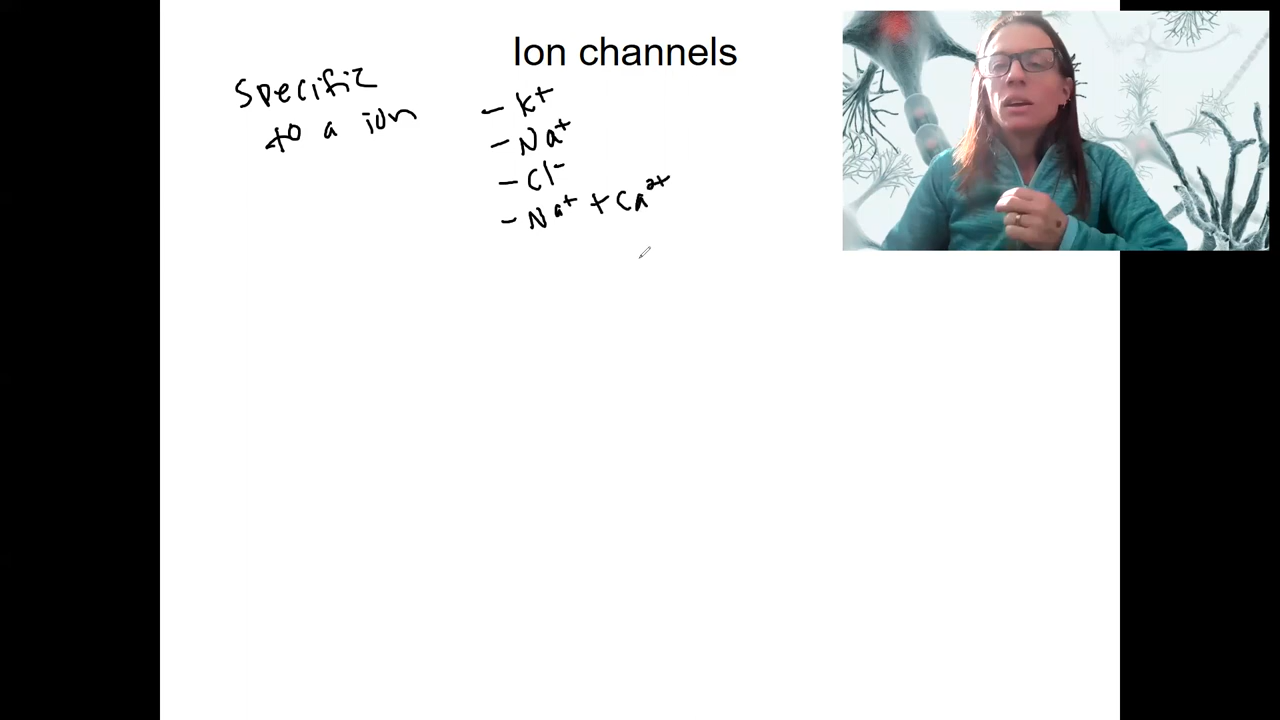 Ion channels
Specific
to a ion
- K+
- Na+
- Cl-
- Na+ + Ca2+